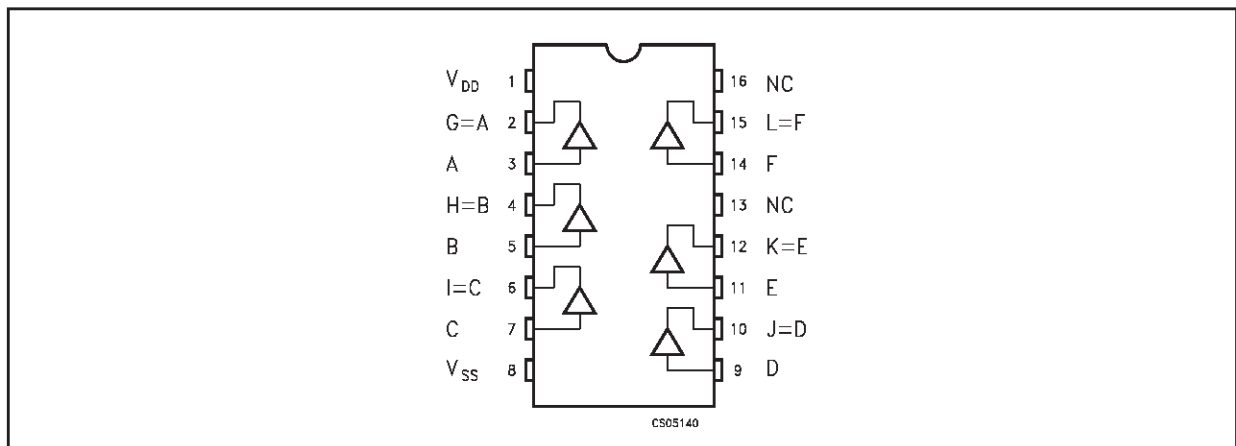 V_DD 1 16 NC
G=A 2 15 L=F
A 3 14 F
H=B 4 13 NC
B 5 12 K=E
I=C 6 11 E
C 7 10 J=D
V_SS 8 9 D
CS05140